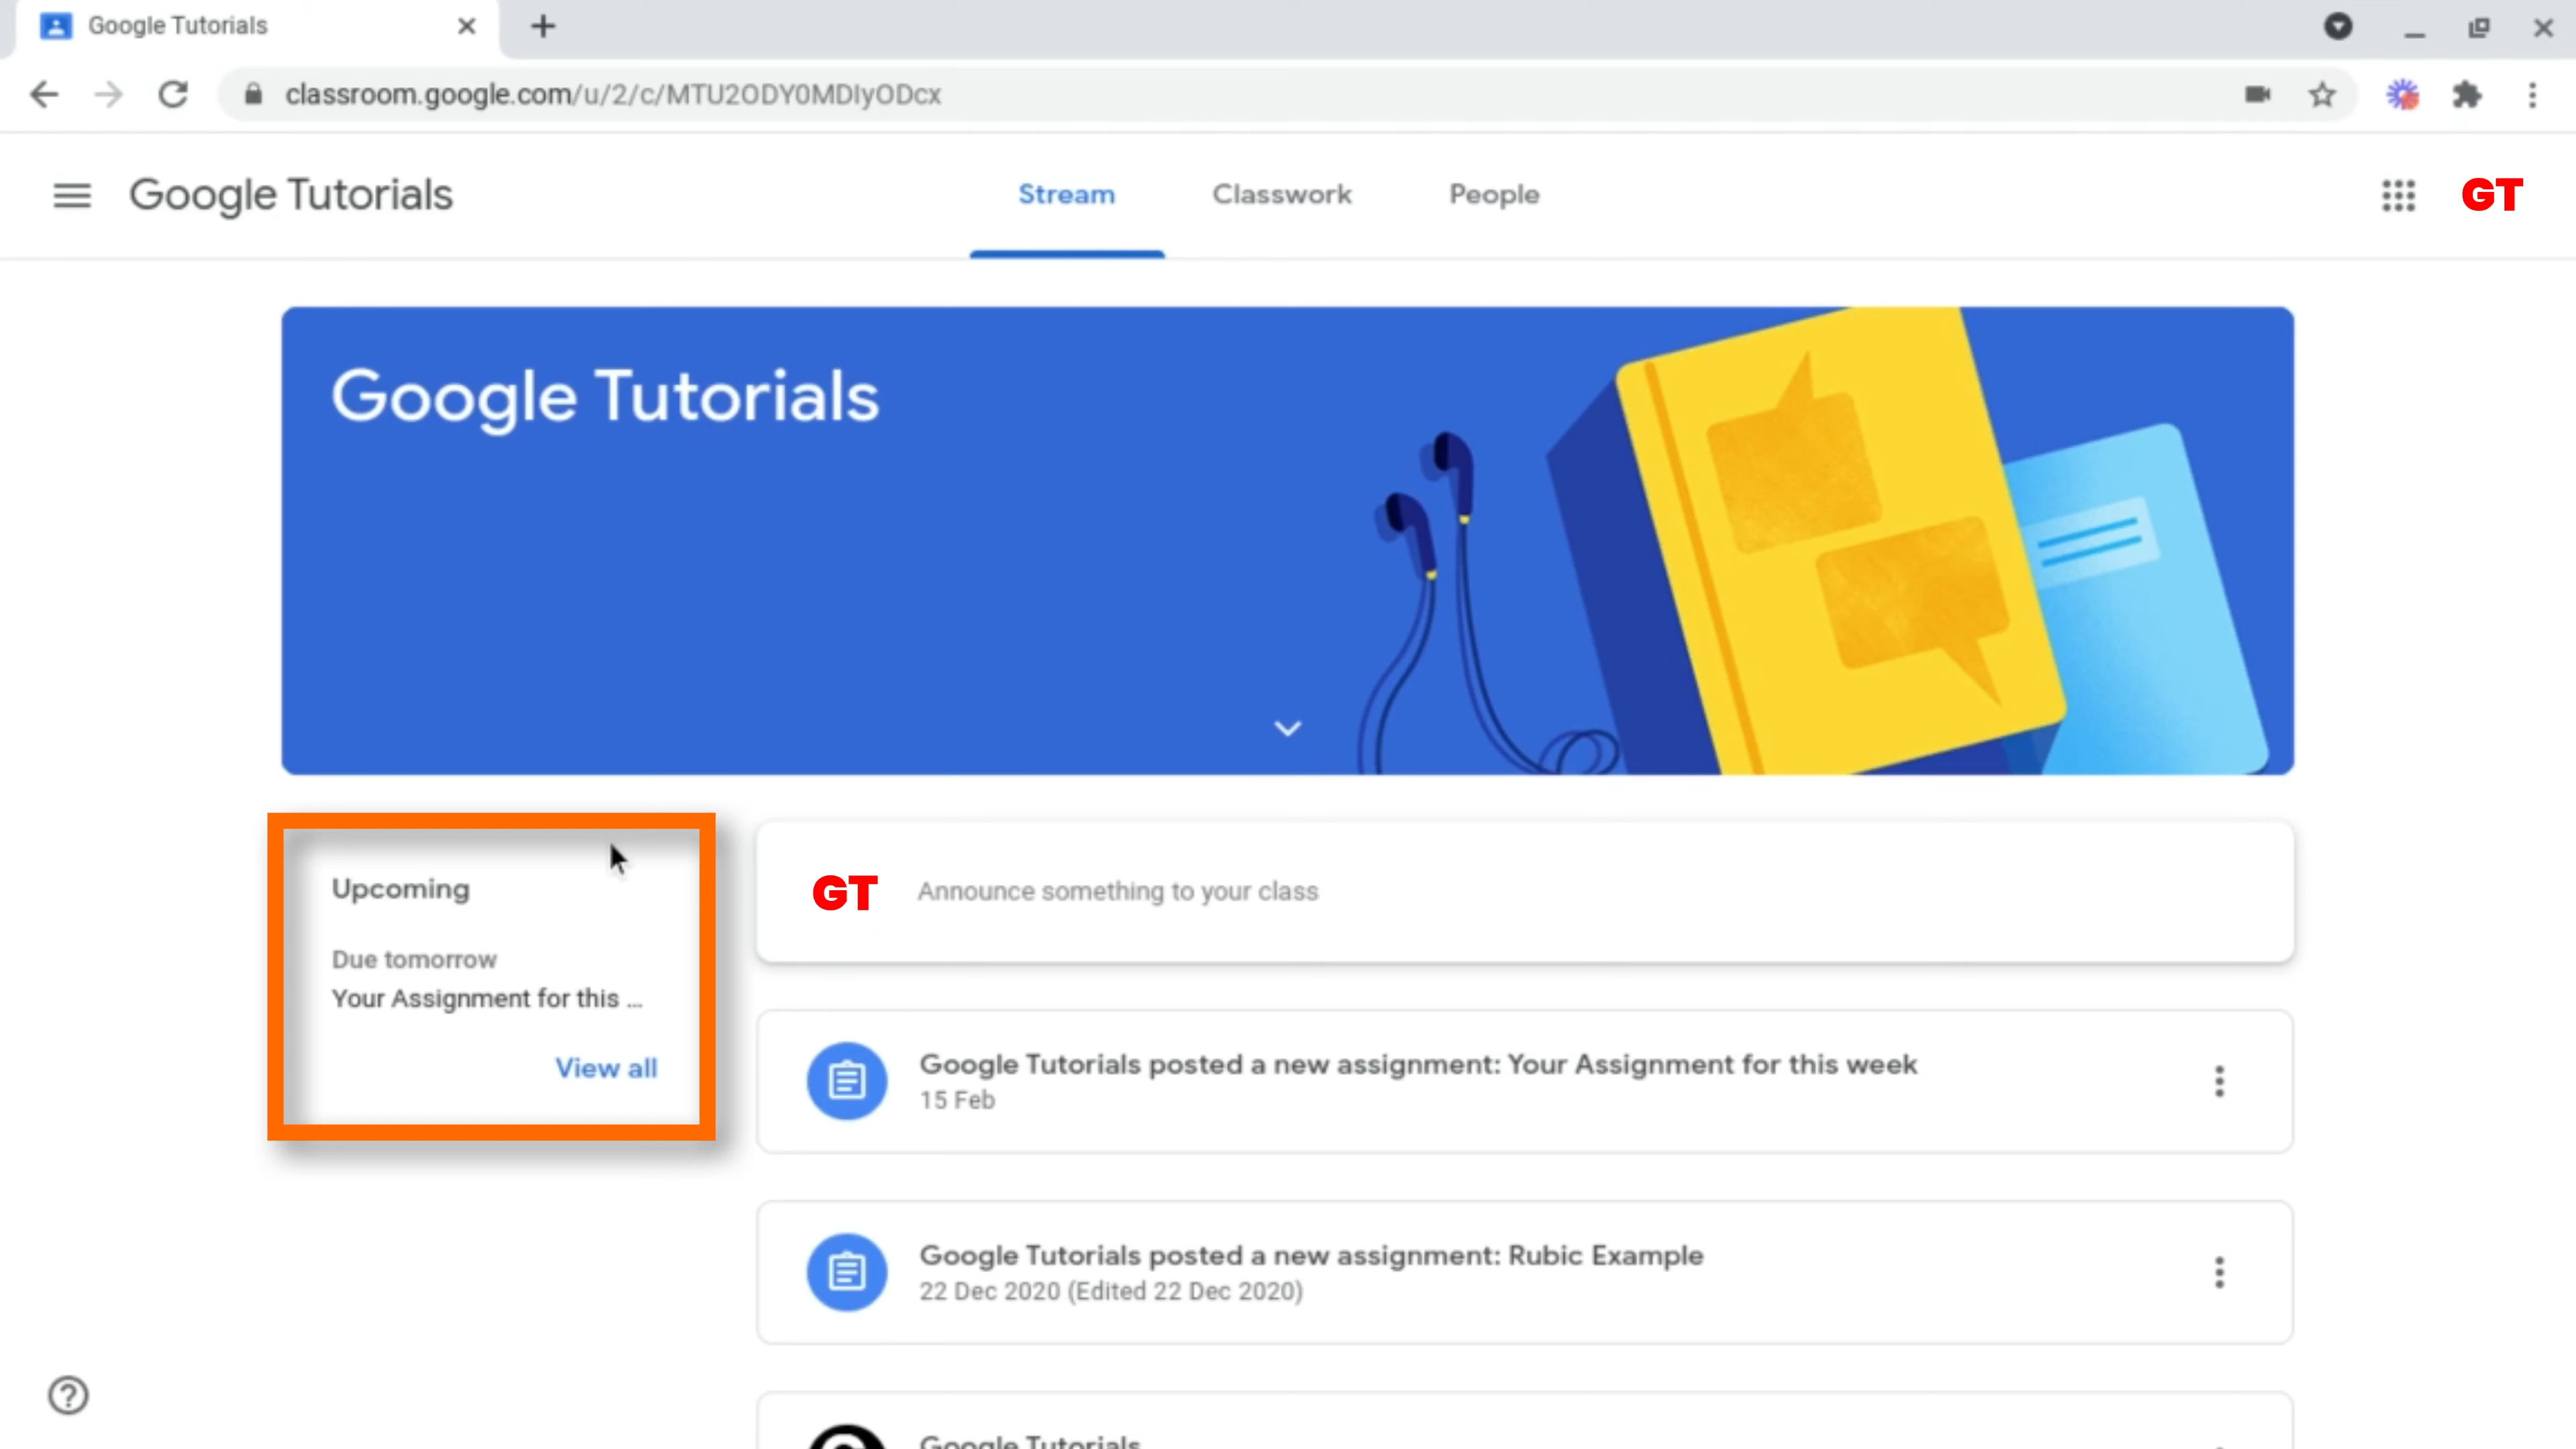 Google Tutorials
classroom.google.com/u/2/c/MTU2ODY0MDIyODcx
Google Tutorials
Stream
Classwork
People
GT
Google Tutorials
Upcoming
Due tomorrow
Your Assignment for this ...
View all
GT
Announce something to your class
Google Tutorials posted a new assignment: Your Assignment for this week
15 Feb
Google Tutorials posted a new assignment: Rubic Example
22 Dec 2020 (Edited 22 Dec 2020)
Google Tutorials